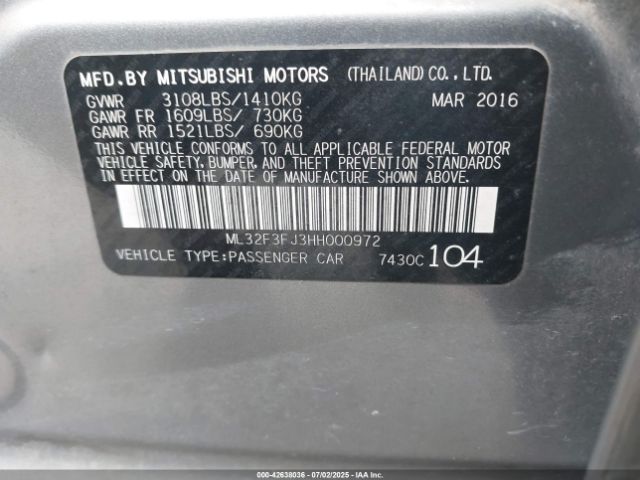 MFD.BY MITSUBISHI MOTORS (THAILAND)CO.,LTD.
GVWR 3108LBS/1410KG MAR 2016
GAWR FR 1609LBS/ 730KG
GAWR RR 1521LBS/ 690KG
THIS VEHICLE CONFORMS TO ALL APPLICABLE FEDERAL MOTOR
VEHICLE SAFETY, BUMPER, AND THEFT PREVENTION STANDARDS
IN EFFECT ON THE DATE OF MANUFACTURE SHOWN ABOVE.
ML32F3FJ3HH000972
VEHICLE TYPE:PASSENGER CAR 7430C 104
000-42638036 - 07/02/2025 - IAAI.COM